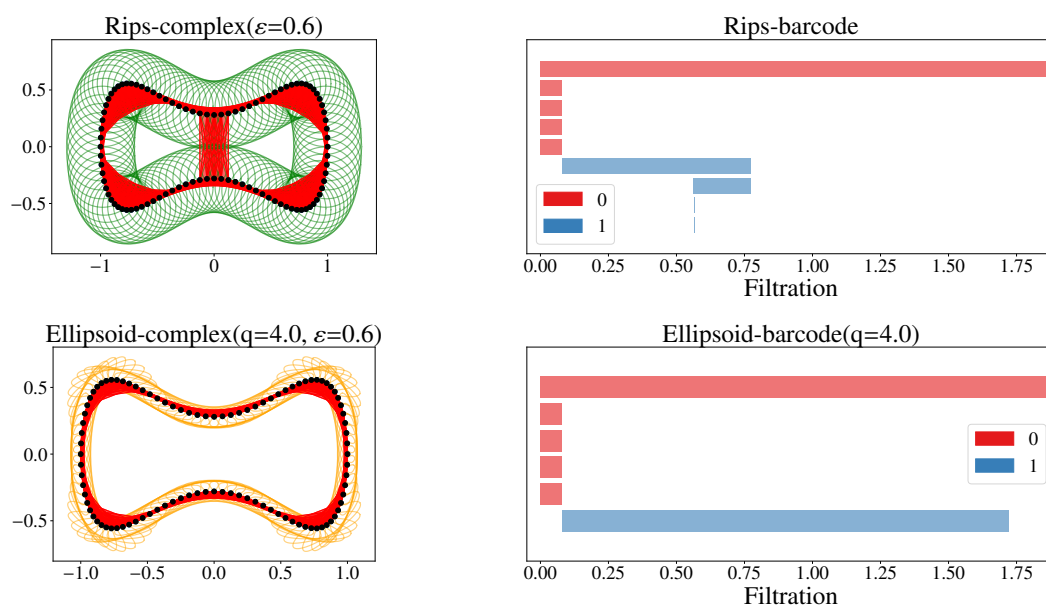 Rips-complex(ε=0.6)
0.5
0.0
−0.5
−1 0 1
Rips-barcode
0
1
0.00 0.25 0.50 0.75 1.00 1.25 1.50 1.75
Filtration
Ellipsoid-complex(q=4.0, ε=0.6)
0.5
0.0
−0.5
−1.0 −0.5 0.0 0.5 1.0
Ellipsoid-barcode(q=4.0)
0
1
0.00 0.25 0.50 0.75 1.00 1.25 1.50 1.75
Filtration